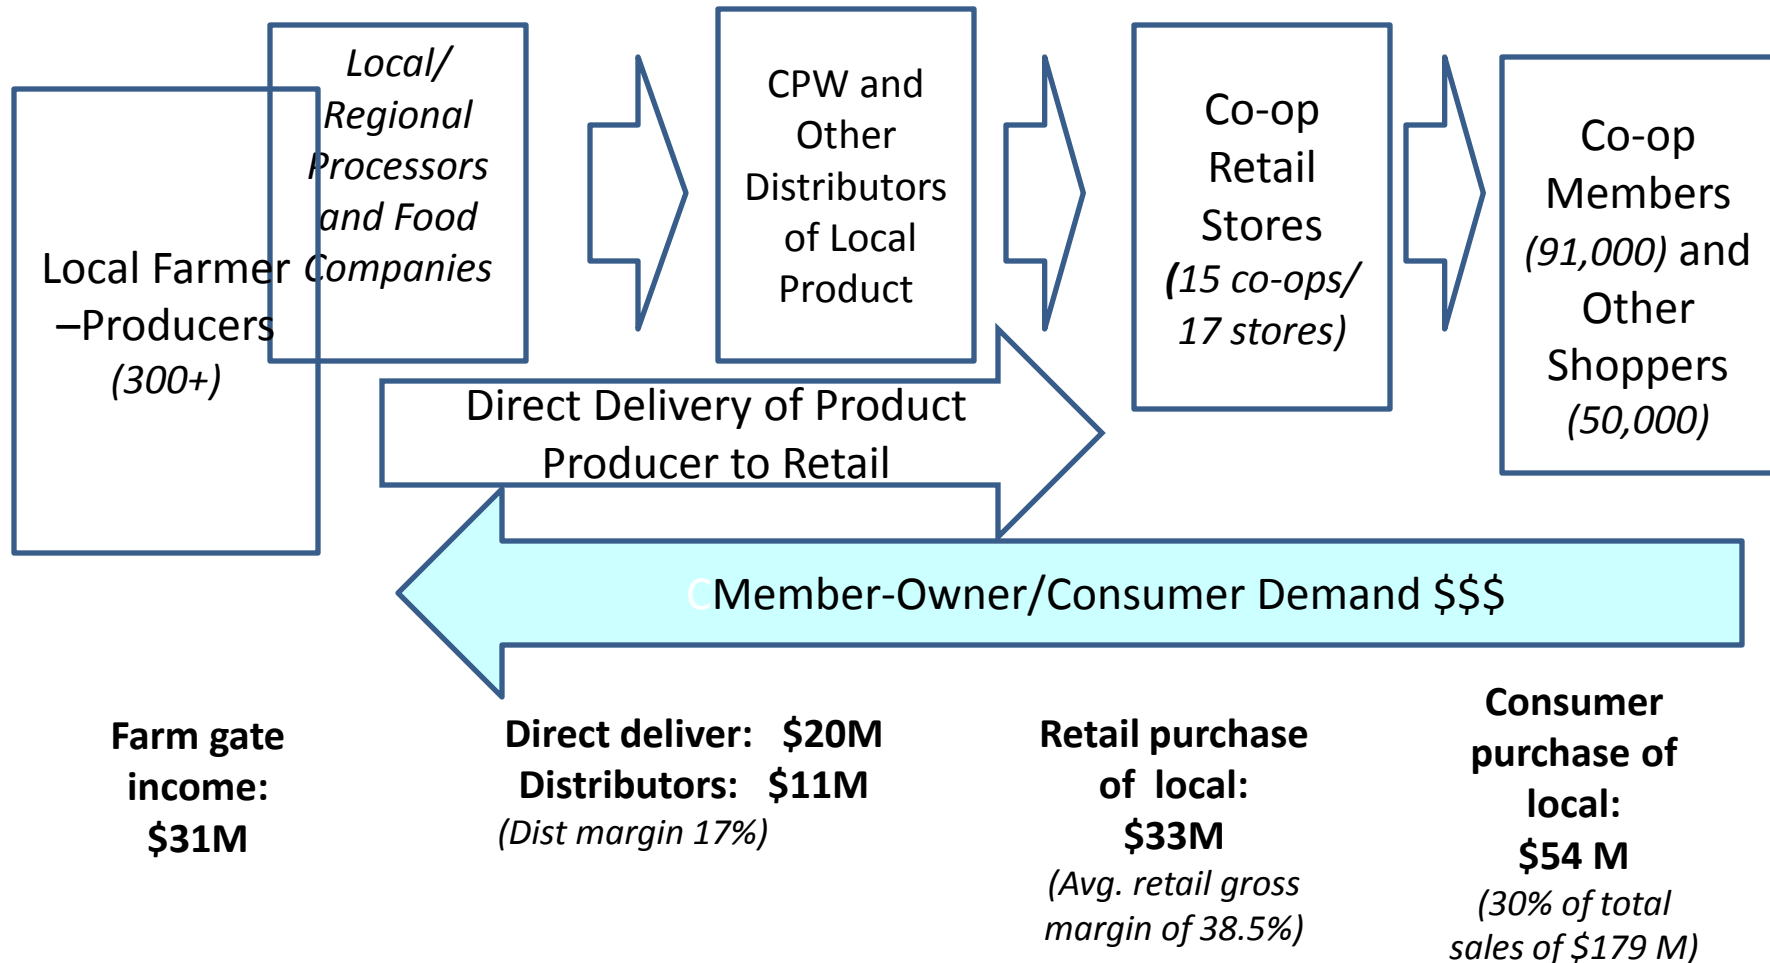 Local/
Regional
Processors
and Food
Companies
Local Farmer
–Producers
(300+)
CPW and
Other
Distributors
of Local
Product
Co-op
Retail
Stores
(15 co-ops/
17 stores)
Co-op
Members
(91,000) and
Other
Shoppers
(50,000)
Direct Delivery of Product
Producer to Retail
CMember-Owner/Consumer Demand $$$
Farm gate
income:
$31M
Direct deliver: $20M
Distributors: $11M
(Dist margin 17%)
Retail purchase
of local:
$33M
(Avg. retail gross
margin of 38.5%)
Consumer
purchase of
local:
$54 M
(30% of total
sales of $179 M)